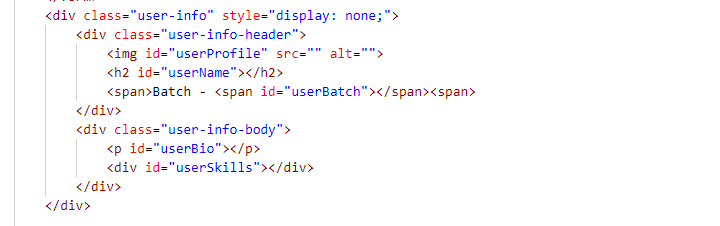 <div class="user-info" style="display: none;">
<div class="user-info-header">
<img id="userProfile" src="" alt="">
<h2 id="userName"></h2>
<span>Batch - <span id="userBatch"></span><span>
</div>
<div class="user-info-body">
<p id="userBio"></p>
<div id="userSkills"></div>
</div>
</div>